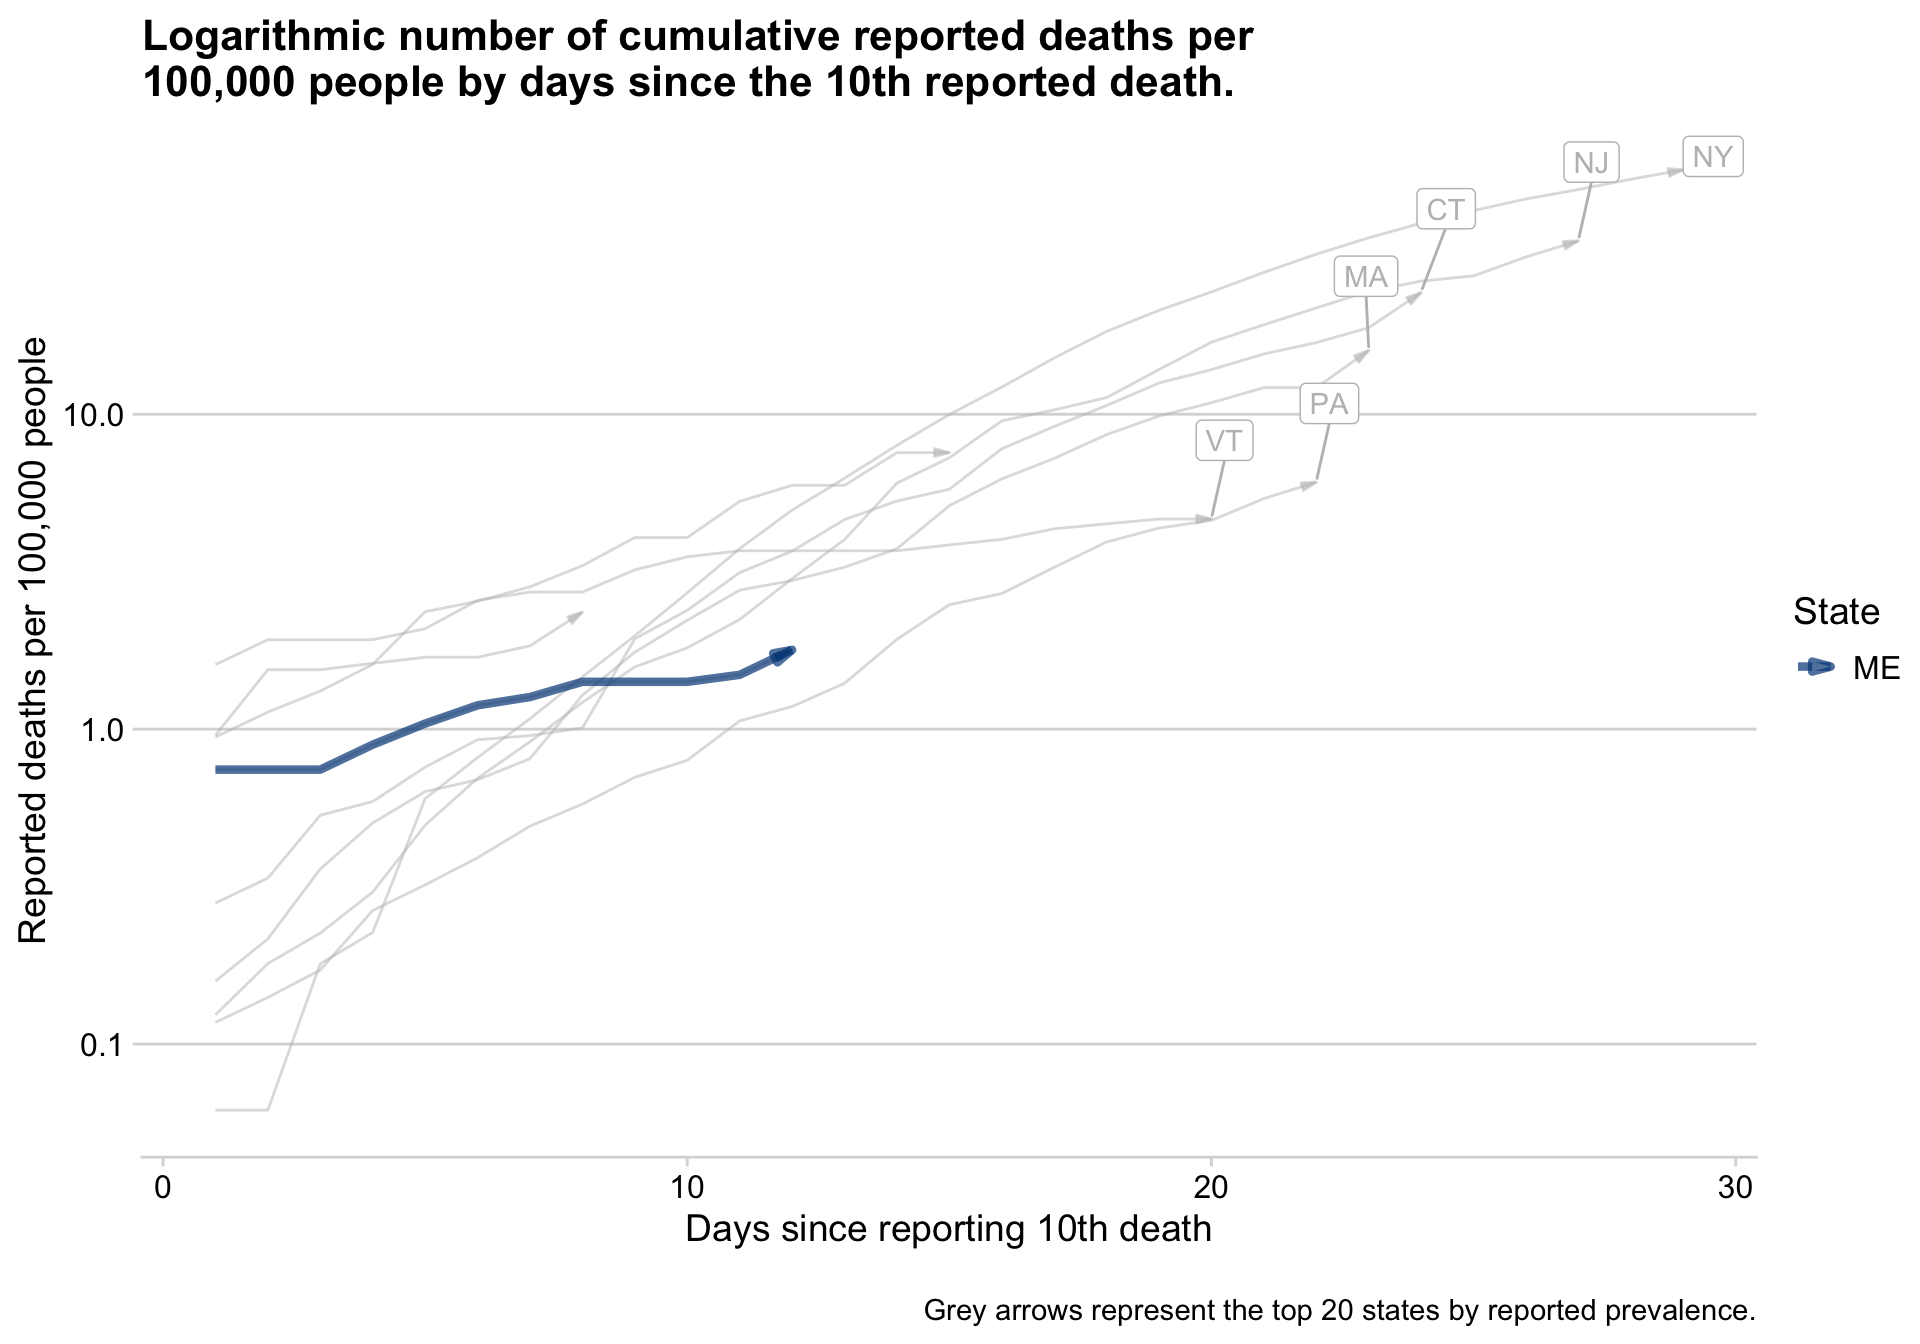 Logarithmic number of cumulative reported deaths per
100,000 people by days since the 10th reported death.
NJ
NY
CT
MA
PA
VT
Reported deaths per 100,000 people
10.0
1.0
0.1
State
ME
0
10
20
30
Days since reporting 10th death
Grey arrows represent the top 20 states by reported prevalence.